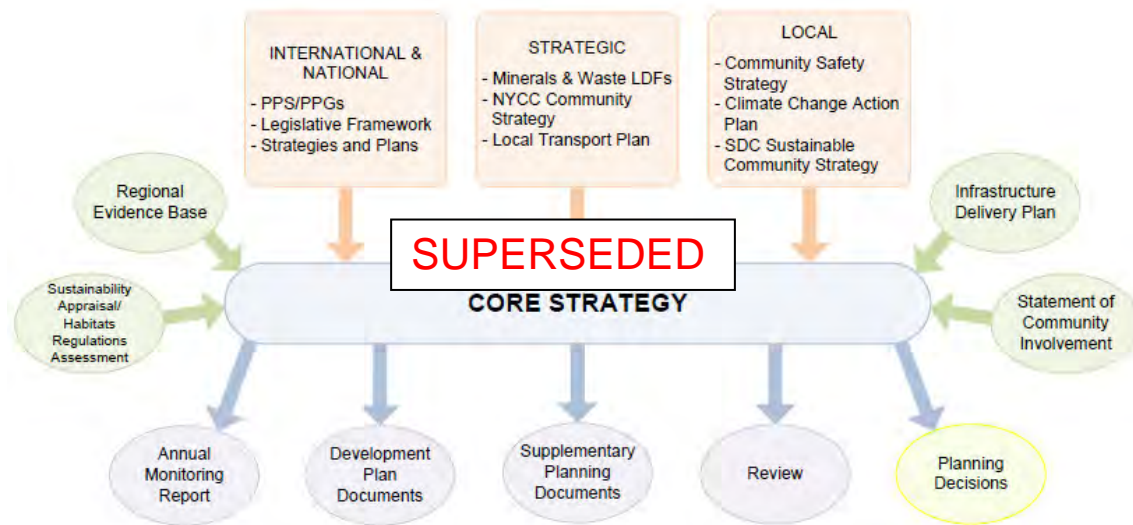 INTERNATIONAL &
NATIONAL
- PPS/PPGs
- Legislative Framework
- Strategies and Plans
STRATEGIC
- Minerals & Waste LDFs
- NYCC Community
Strategy
- Local Transport Plan
LOCAL
- Community Safety
Strategy
- Climate Change Action
Plan
- SDC Sustainable
Community Strategy
Regional
Evidence Base
Infrastructure
Delivery Plan
SUPERSEDED
CORE STRATEGY
Sustainability
Appraisal/
Habitats
Regulations
Assessment
Statement of
Community
Involvement
Annual
Monitoring
Report
Development
Plan
Documents
Supplementary
Planning
Documents
Review
Planning
Decisions